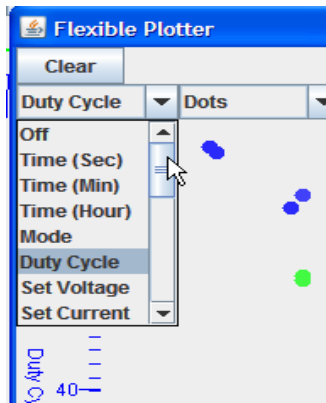 Flexible Plotter
Clear
Duty Cycle Dots
Off
Time (Sec)
Time (Min)
Time (Hour)
Mode
Duty Cycle
Set Voltage
Set Current
Duty Cy
40